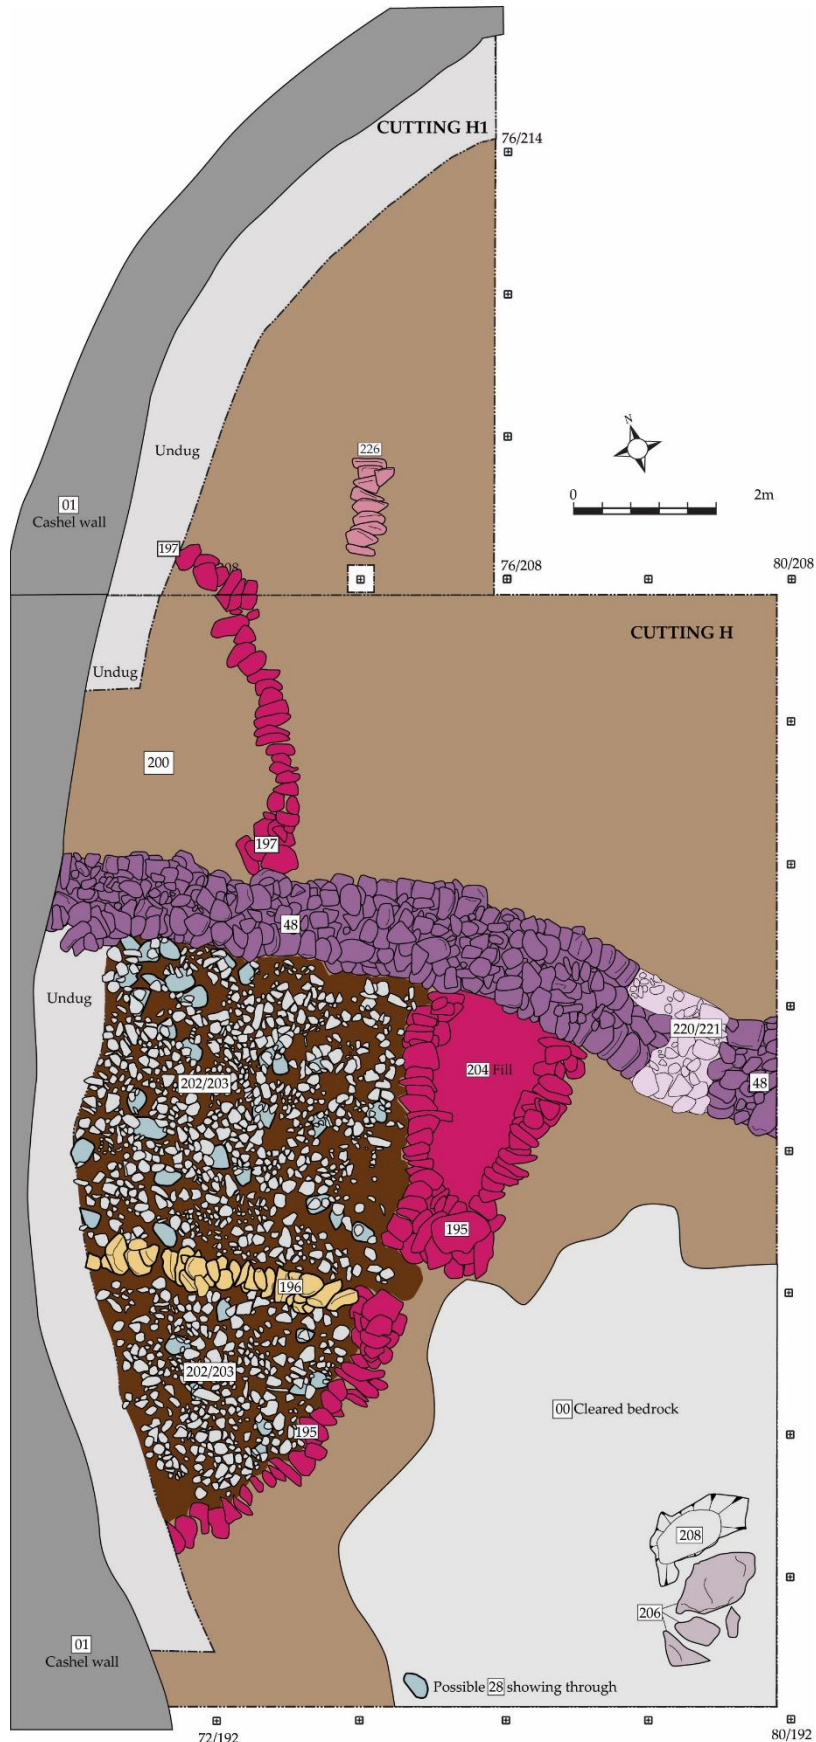 CUTTING H1
76/214
226
N
Undug
01
Cashel wall
0 2m
197
208
76/208
80/208
CUTTING H
Undug
200
197
48
Undug
220/221
204 Fill
202/203
48
195
196
202/203
00 Cleared bedrock
195
208
206
01
Cashel wall
Possible 28 showing through
72/192
80/192